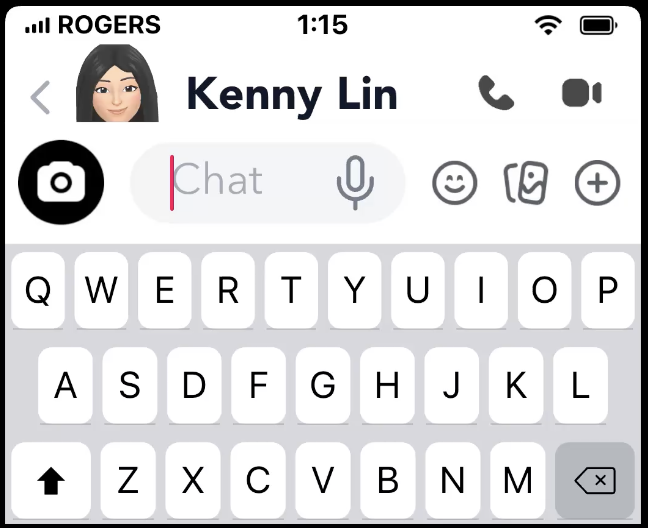 ROGERS 1:15
Kenny Lin
Chat
Q W E R T Y U I O P
A S D F G H J K L
Z X C V B N M